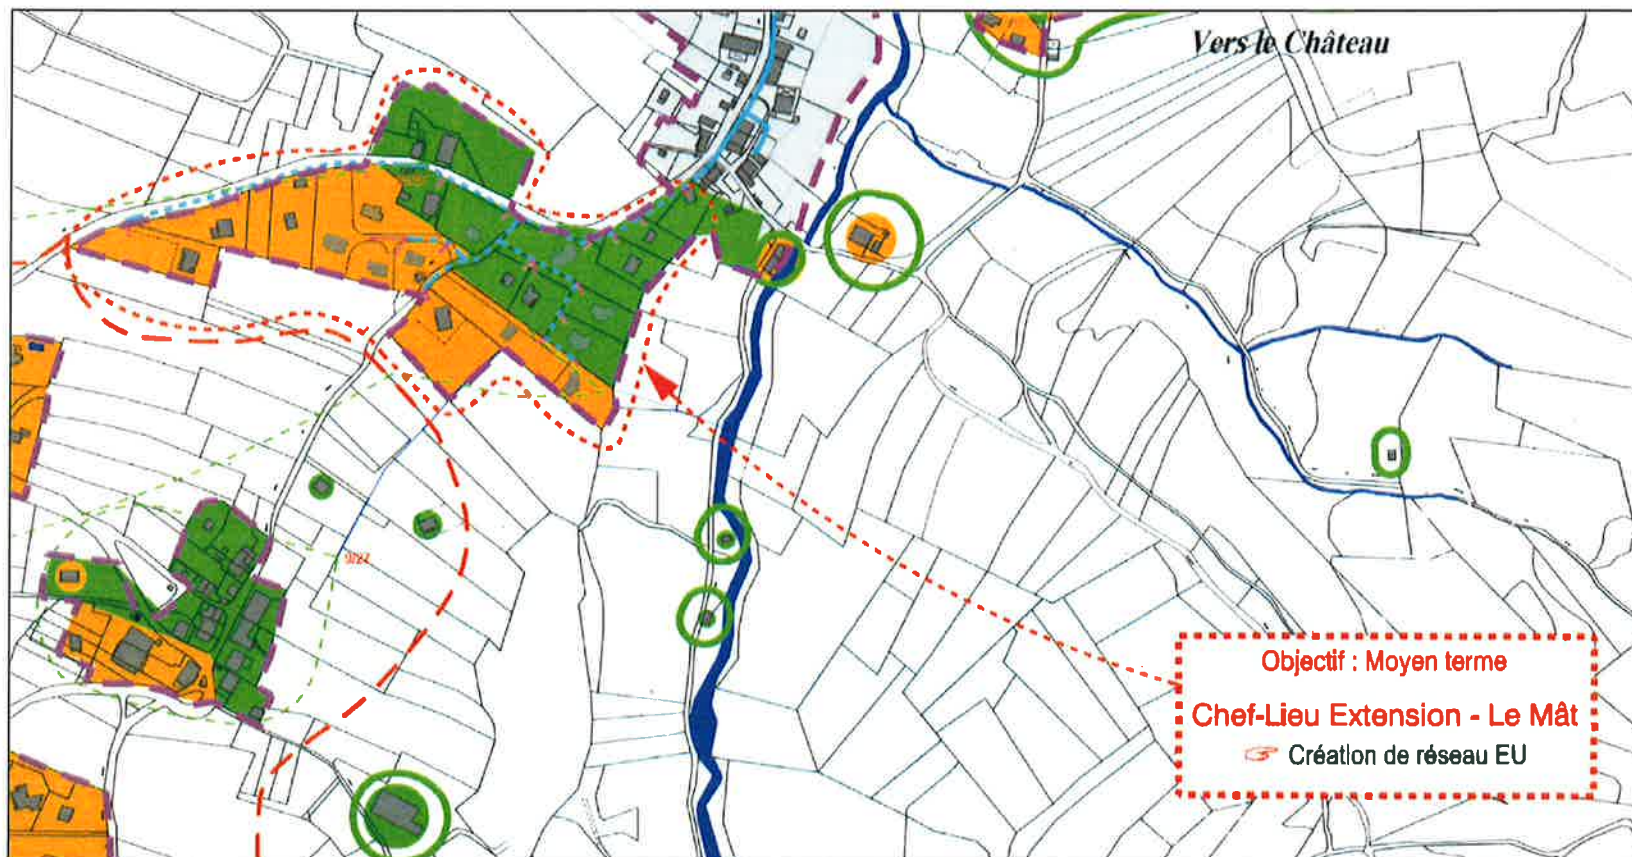 Vers le Château
Objectif : Moyen terme
Chef-Lieu Extension - Le Mât
☞ Création de réseau EU